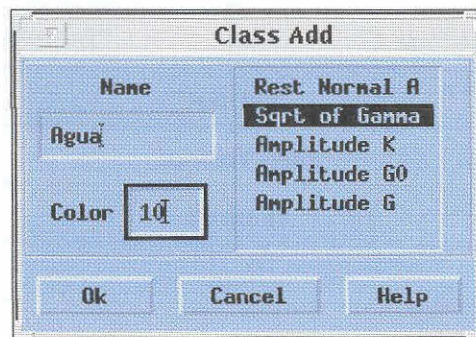 Class Add
Name
Agua
Color 10
Rest Normal A
Sqrt of Gamma
Amplitude K
Amplitude G0
Amplitude G
Ok Cancel Help